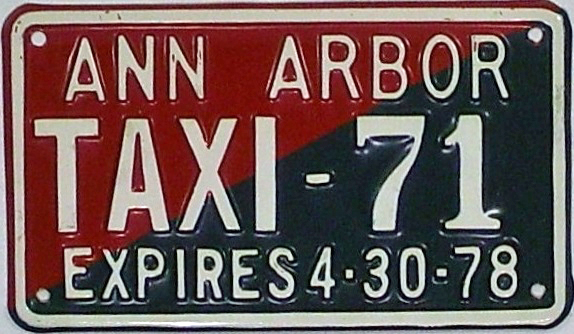 ANN ARBOR
TAXI-71
EXPIRES 4-30-78